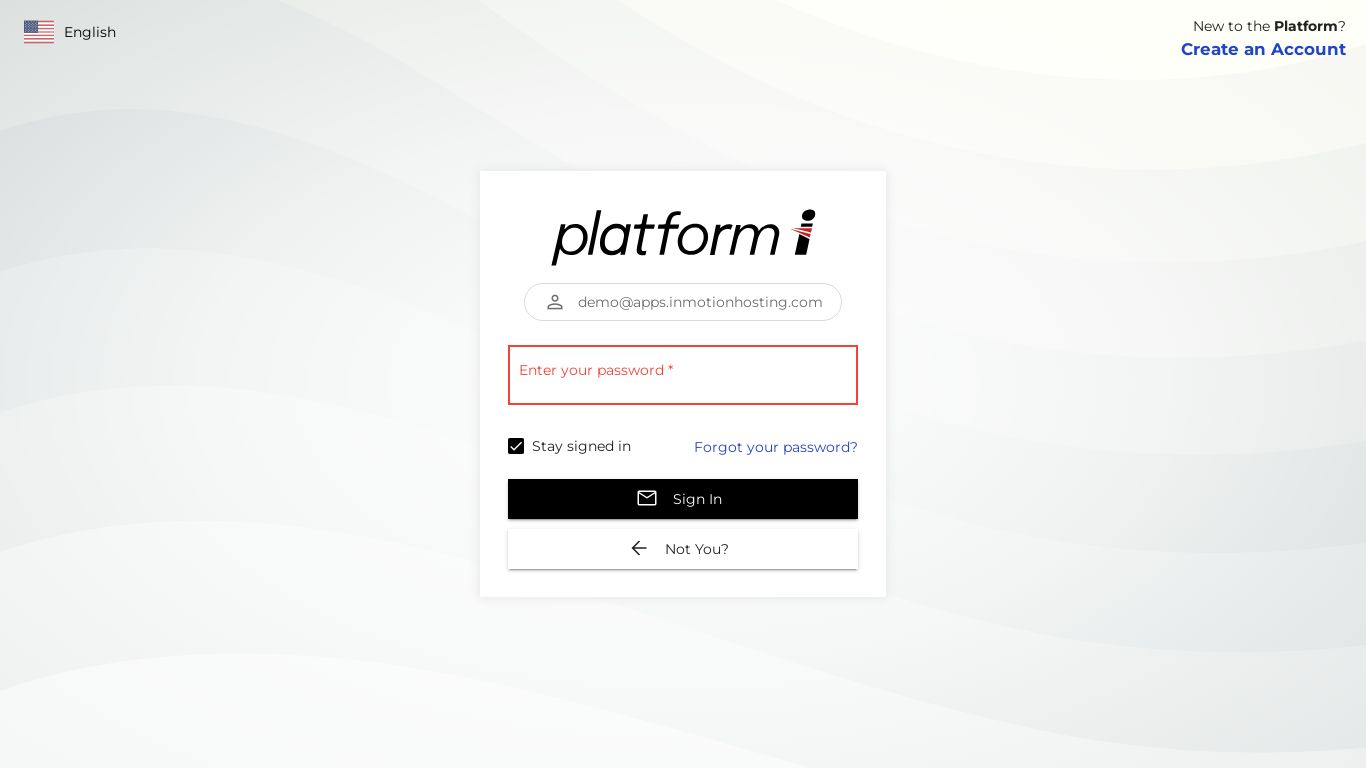 English
New to the Platform?
Create an Account
platform i
demo@apps.inmotionhosting.com
Enter your password *
Stay signed in
Forgot your password?
Sign In
Not You?